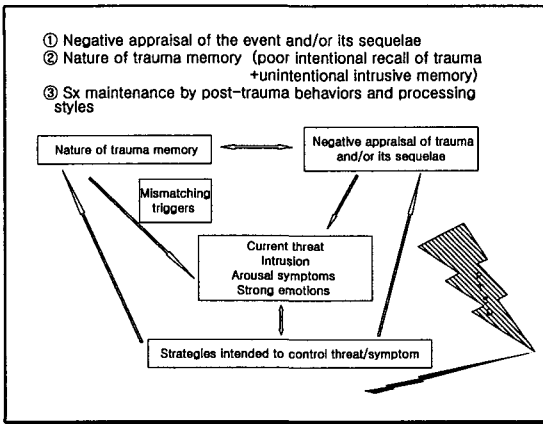 ① Negative appraisal of the event and/or its sequelae
② Nature of trauma memory (poor intentional recall of trauma
+unintentional intrusive memory)
③ Sx maintenance by post-trauma behaviors and processing
styles
Nature of trauma memory
Negative appraisal of trauma
and/or its sequelae
Mismatching
triggers
Current threat
Intrusion
Arousal symptoms
Strong emotions
Strategies intended to control threat/symptom